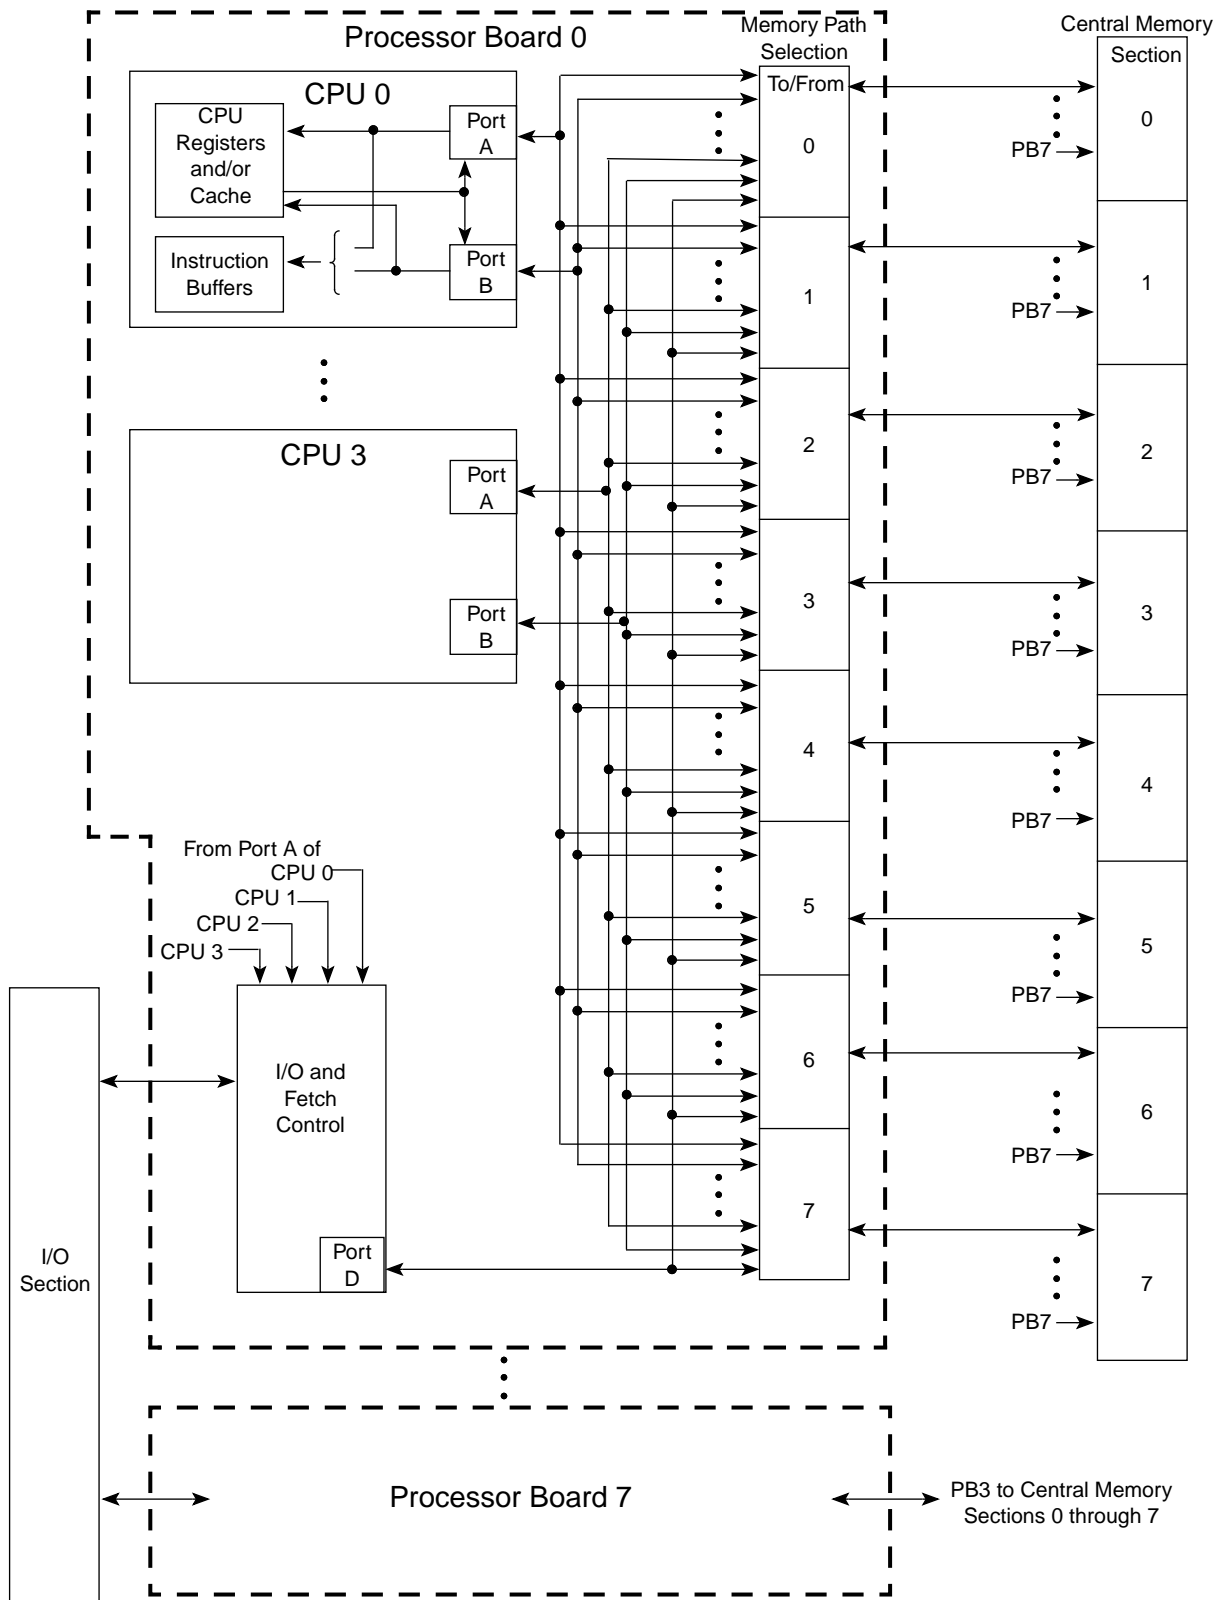 Processor Board 0
Memory Path
Selection
Central Memory
CPU 0
To/From
Section
CPU
Registers
and/or
Cache
Port
A
0
0
PB7
Instruction
Buffers
Port
B
1
1
PB7
CPU 3
Port
A
2
2
PB7
Port
B
3
3
PB7
4
4
PB7
From Port A of
CPU 0
CPU 1
CPU 2
CPU 3
5
5
PB7
I/O and
Fetch
Control
6
6
PB7
I/O
Section
Port
D
7
7
PB7
Processor Board 7
PB3 to Central Memory
Sections 0 through 7